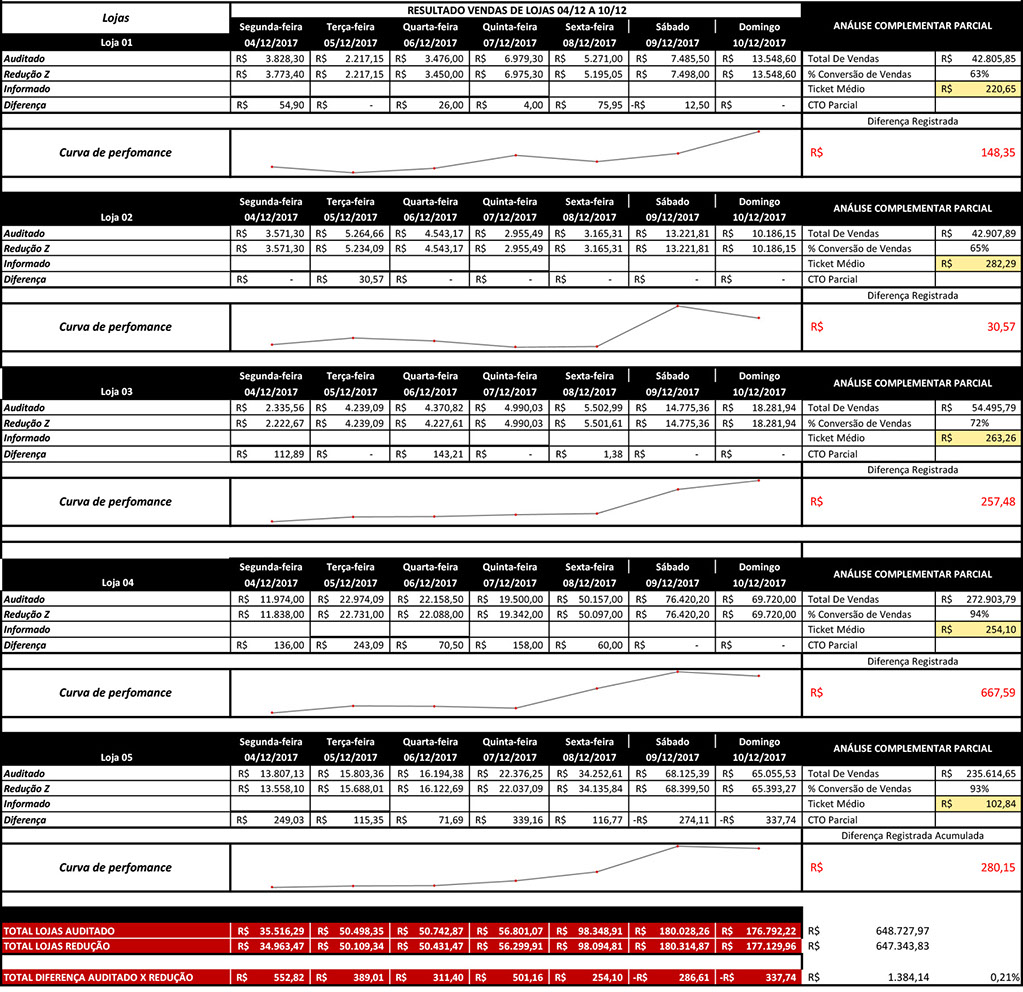 Lojas RESULTADO VENDAS DE LOJAS 04/12 A 10/12 ANÁLISE COMPLEMENTAR PARCIAL
Segunda-feira Terça-feira Quarta-feira Quinta-feira Sexta-feira Sábado Domingo
Loja 01 04/12/2017 05/12/2017 06/12/2017 07/12/2017 08/12/2017 09/12/2017 10/12/2017
Auditado R$ 3.828,30 R$ 2.217,15 R$ 3.476,00 R$ 6.979,30 R$ 5.271,00 R$ 7.485,50 R$ 13.548,60 Total De Vendas R$ 42.805,85
Redução Z R$ 3.773,40 R$ 2.217,15 R$ 3.450,00 R$ 6.975,30 R$ 5.195,05 R$ 7.498,00 R$ 13.548,60 % Conversão de Vendas 63%
Informado Ticket Médio R$ 220,65
Diferença R$ 54,90 R$ - R$ 26,00 R$ 4,00 R$ 75,95 -R$ 12,50 R$ - CTO Parcial
Diferença Registrada
Curva de perfomance R$ 148,35
Segunda-feira Terça-feira Quarta-feira Quinta-feira Sexta-feira Sábado Domingo ANÁLISE COMPLEMENTAR PARCIAL
Loja 02 04/12/2017 05/12/2017 06/12/2017 07/12/2017 08/12/2017 09/12/2017 10/12/2017
Auditado R$ 3.571,30 R$ 5.264,66 R$ 4.543,17 R$ 2.955,49 R$ 3.165,31 R$ 13.221,81 R$ 10.186,15 Total De Vendas R$ 42.907,89
Redução Z R$ 3.571,30 R$ 5.234,09 R$ 4.543,17 R$ 2.955,49 R$ 3.165,31 R$ 13.221,81 R$ 10.186,15 % Conversão de Vendas 65%
Informado Ticket Médio R$ 282,29
Diferença R$ - R$ 30,57 R$ - R$ - R$ - R$ - R$ - CTO Parcial
Diferença Registrada
Curva de perfomance R$ 30,57
Segunda-feira Terça-feira Quarta-feira Quinta-feira Sexta-feira Sábado Domingo ANÁLISE COMPLEMENTAR PARCIAL
Loja 03 04/12/2017 05/12/2017 06/12/2017 07/12/2017 08/12/2017 09/12/2017 10/12/2017
Auditado R$ 2.335,56 R$ 4.239,09 R$ 4.370,82 R$ 4.990,03 R$ 5.502,99 R$ 14.775,36 R$ 18.281,94 Total De Vendas R$ 54.495,79
Redução Z R$ 2.222,67 R$ 4.239,09 R$ 4.227,61 R$ 4.990,03 R$ 5.501,61 R$ 14.775,36 R$ 18.281,94 % Conversão de Vendas 72%
Informado Ticket Médio R$ 263,26
Diferença R$ 112,89 R$ - R$ 143,21 R$ - R$ 1,38 R$ - R$ - CTO Parcial
Diferença Registrada
Curva de perfomance R$ 257,48
Segunda-feira Terça-feira Quarta-feira Quinta-feira Sexta-feira Sábado Domingo ANÁLISE COMPLEMENTAR PARCIAL
Loja 04 04/12/2017 05/12/2017 06/12/2017 07/12/2017 08/12/2017 09/12/2017 10/12/2017
Auditado R$ 11.974,00 R$ 22.974,09 R$ 22.158,50 R$ 19.500,00 R$ 50.157,00 R$ 76.420,20 R$ 69.720,00 Total De Vendas R$ 272.903,79
Redução Z R$ 11.838,00 R$ 22.731,00 R$ 22.088,00 R$ 19.342,00 R$ 50.097,00 R$ 76.420,20 R$ 69.720,00 % Conversão de Vendas 94%
Informado Ticket Médio R$ 254,10
Diferença R$ 136,00 R$ 243,09 R$ 70,50 R$ 158,00 R$ 60,00 R$ - R$ - CTO Parcial
Diferença Registrada
Curva de perfomance R$ 667,59
Segunda-feira Terça-feira Quarta-feira Quinta-feira Sexta-feira Sábado Domingo ANÁLISE COMPLEMENTAR PARCIAL
Loja 05 04/12/2017 05/12/2017 06/12/2017 07/12/2017 08/12/2017 09/12/2017 10/12/2017
Auditado R$ 13.807,13 R$ 15.803,36 R$ 16.194,38 R$ 22.376,25 R$ 34.252,61 R$ 68.125,39 R$ 65.055,53 Total De Vendas R$ 235.614,65
Redução Z R$ 13.558,10 R$ 15.688,01 R$ 16.122,69 R$ 22.037,09 R$ 34.135,84 R$ 68.399,50 R$ 65.393,27 % Conversão de Vendas 93%
Informado Ticket Médio R$ 102,84
Diferença R$ 249,03 R$ 115,35 R$ 71,69 R$ 339,16 R$ 116,77 -R$ 274,11 -R$ 337,74 CTO Parcial
Diferença Registrada Acumulada
Curva de perfomance R$ 280,15
TOTAL LOJAS AUDITADO R$ 35.516,29 R$ 50.498,35 R$ 50.742,87 R$ 56.801,07 R$ 98.348,91 R$ 180.028,26 R$ 176.792,22 R$ 648.727,97
TOTAL LOJAS REDUÇÃO R$ 34.963,47 R$ 50.109,34 R$ 50.431,47 R$ 56.299,91 R$ 98.094,81 R$ 180.314,87 R$ 177.129,96 R$ 647.343,83
TOTAL DIFERENÇA AUDITADO X REDUÇÃO R$ 552,82 R$ 389,01 R$ 311,40 R$ 501,16 R$ 254,10 -R$ 286,61 -R$ 337,74 R$ 1.384,14 0,21%